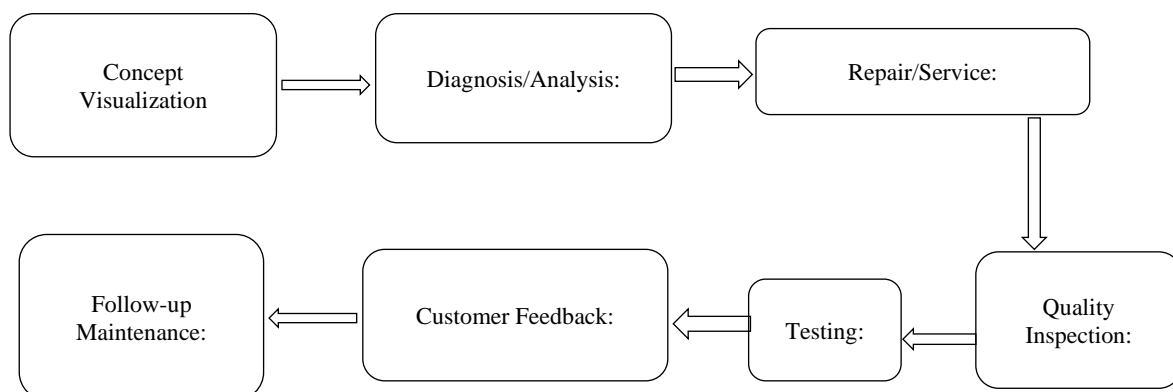 Concept
Visualization
Diagnosis/Analysis:
Repair/Service:
Quality
Inspection:
Testing:
Customer Feedback:
Follow-up
Maintenance: